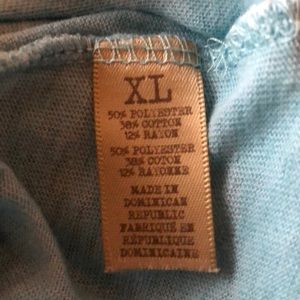 XL
50% POLYESTER
38% COTTON
12% RAYON
50% POLYESTER
38% COTON
12% RAYONNE
MADE IN
DOMINICAN
REPUBLIC
FABRIQUÉ EN
RÉPUBLIQUE
DOMINICAINE